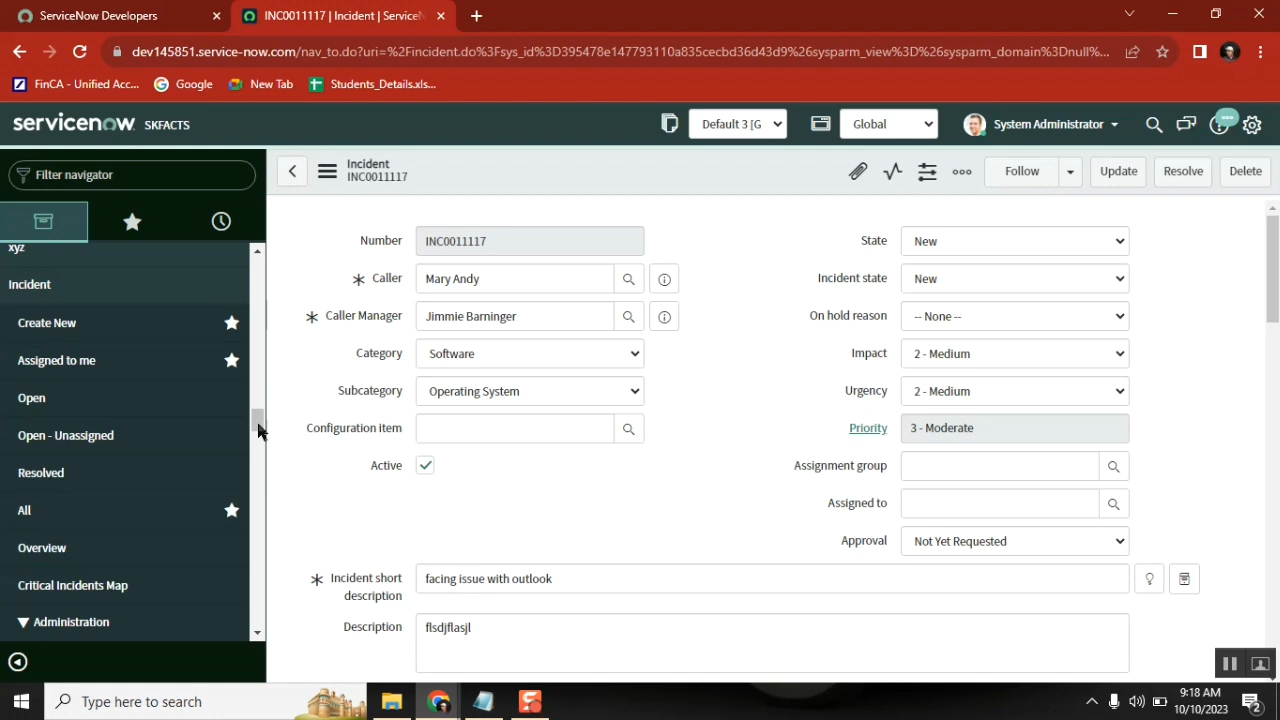 ServiceNow Developers
INC0011117 | Incident | Service
dev145851.service-now.com/nav_to.do?uri=%2Fincident.do%3Fsys_id%3D395478e147793110a835cecbd36d43d9%26sysparm_view%3D%26sysparm_domain%3Dnull%...
FinCA - Unified Acc...
Google
New Tab
Students_Details.xls...
servicenow SKFACTS
Default 3 [G
Global
System Administrator
Filter navigator
Incident
INC0011117
Follow
Update
Resolve
Delete
xyz
Incident
Create New
Assigned to me
Open
Open - Unassigned
Resolved
All
Overview
Critical Incidents Map
▼ Administration
Number INC0011117
Caller Mary Andy
Caller Manager Jimmie Barninger
Category Software
Subcategory Operating System
Configuration item
Active
State New
Incident state New
On hold reason -- None --
Impact 2 - Medium
Urgency 2 - Medium
Priority 3 - Moderate
Assignment group
Assigned to
Approval Not Yet Requested
Incident short
description
facing issue with outlook
Description flsdjflasjl
Type here to search
9:18 AM
10/10/2023
2